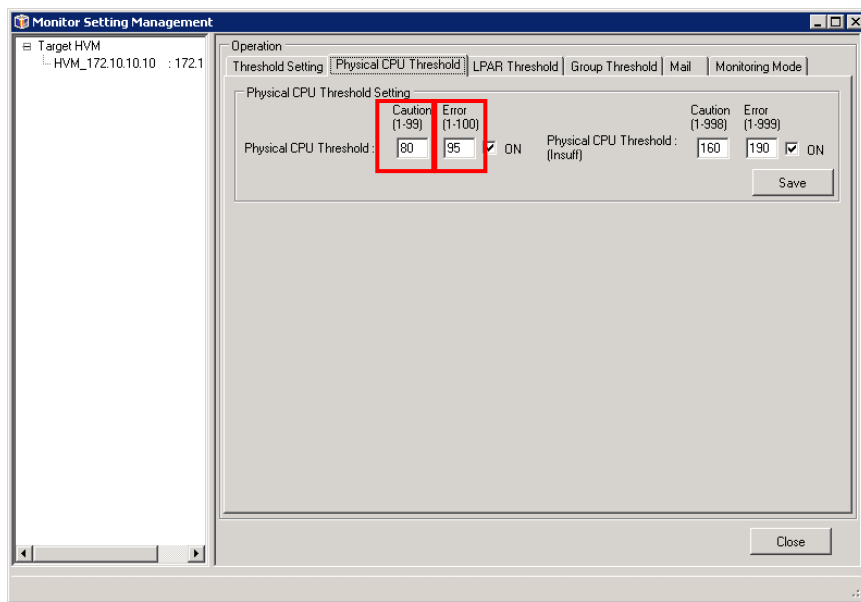 Monitor Setting Management
Target HVM
HVM_172.10.10.10 : 172.1
Operation
Threshold Setting Physical CPU Threshold LPAR Threshold Group Threshold Mail Monitoring Mode
Physical CPU Threshold Setting
Caution Error Caution Error
(1-99) (1-100) (1-998) (1-999)
Physical CPU Threshold : 80 95 ON Physical CPU Threshold : 160 190 ON
(Insuff)
Save
Close